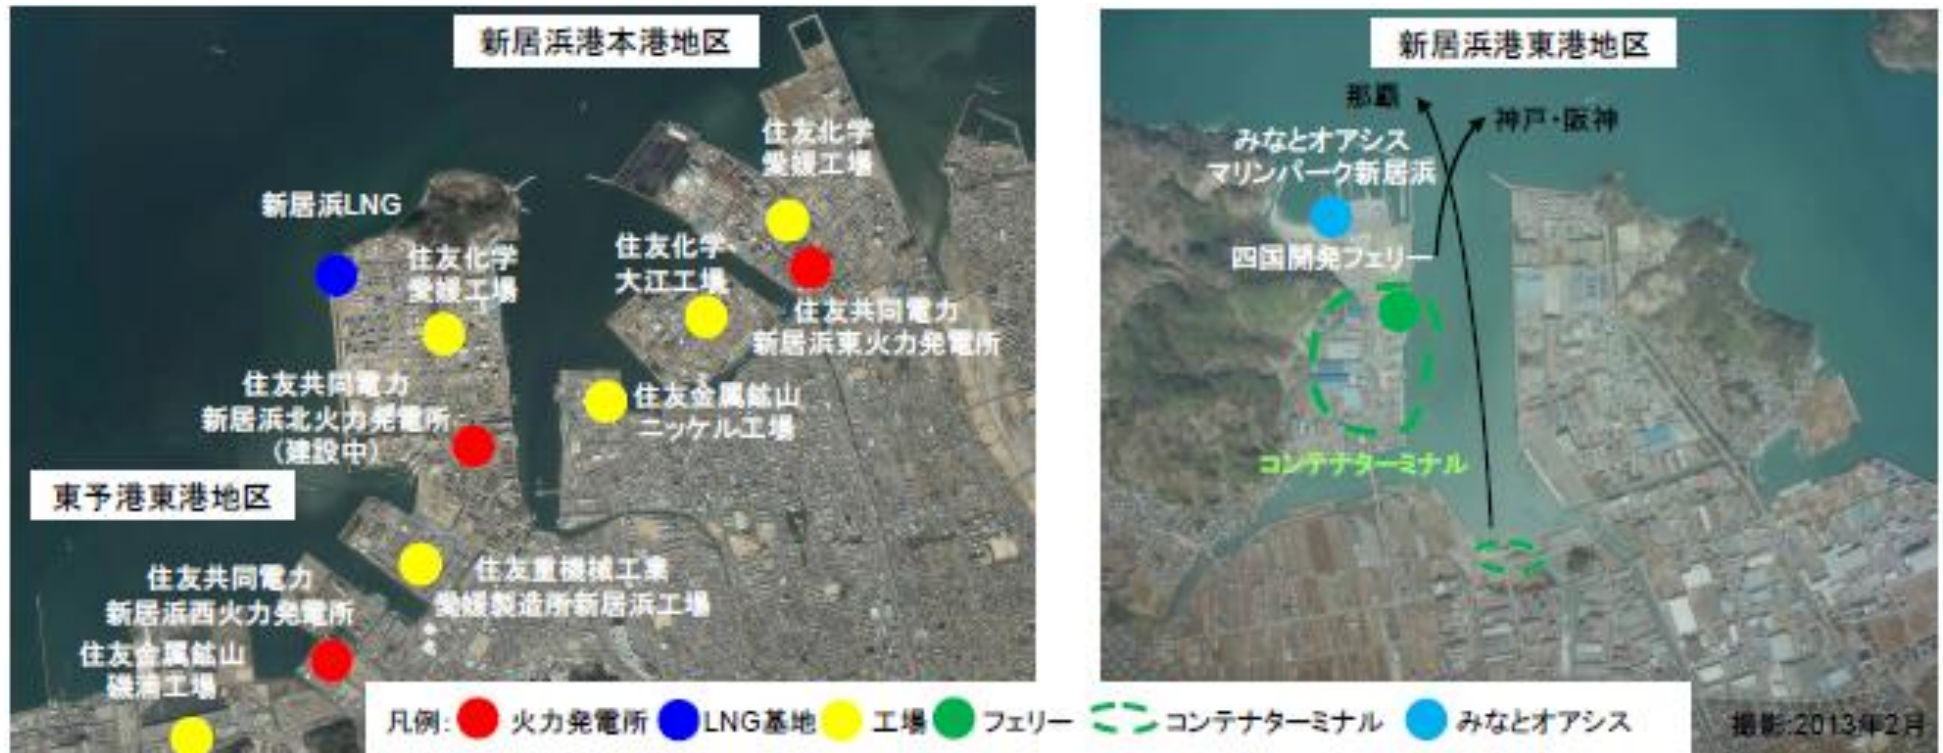 新居浜港本港地区
住友化学
愛媛工場
新居浜LNG
住友化学
愛媛工場
住友化学
大江工場
住友共同電力
新居浜東火力発電所
住友共同電力
新居浜北火力発電所
(建設中)
住友金属鉱山
ニッケル工場
東予港東港地区
住友共同電力
新居浜西火力発電所
住友重機械工業
愛媛製造所新居浜工場
住友金属鉱山
磯浦工場
新居浜港東港地区
那覇
神戸・阪神
みなとオアシス
マリンパーク新居浜
四国開発フェリー
コンテナターミナル
凡例: 火力発電所 LNG基地 工場 フェリー コンテナターミナル みなとオアシス
撮影:2013年2月